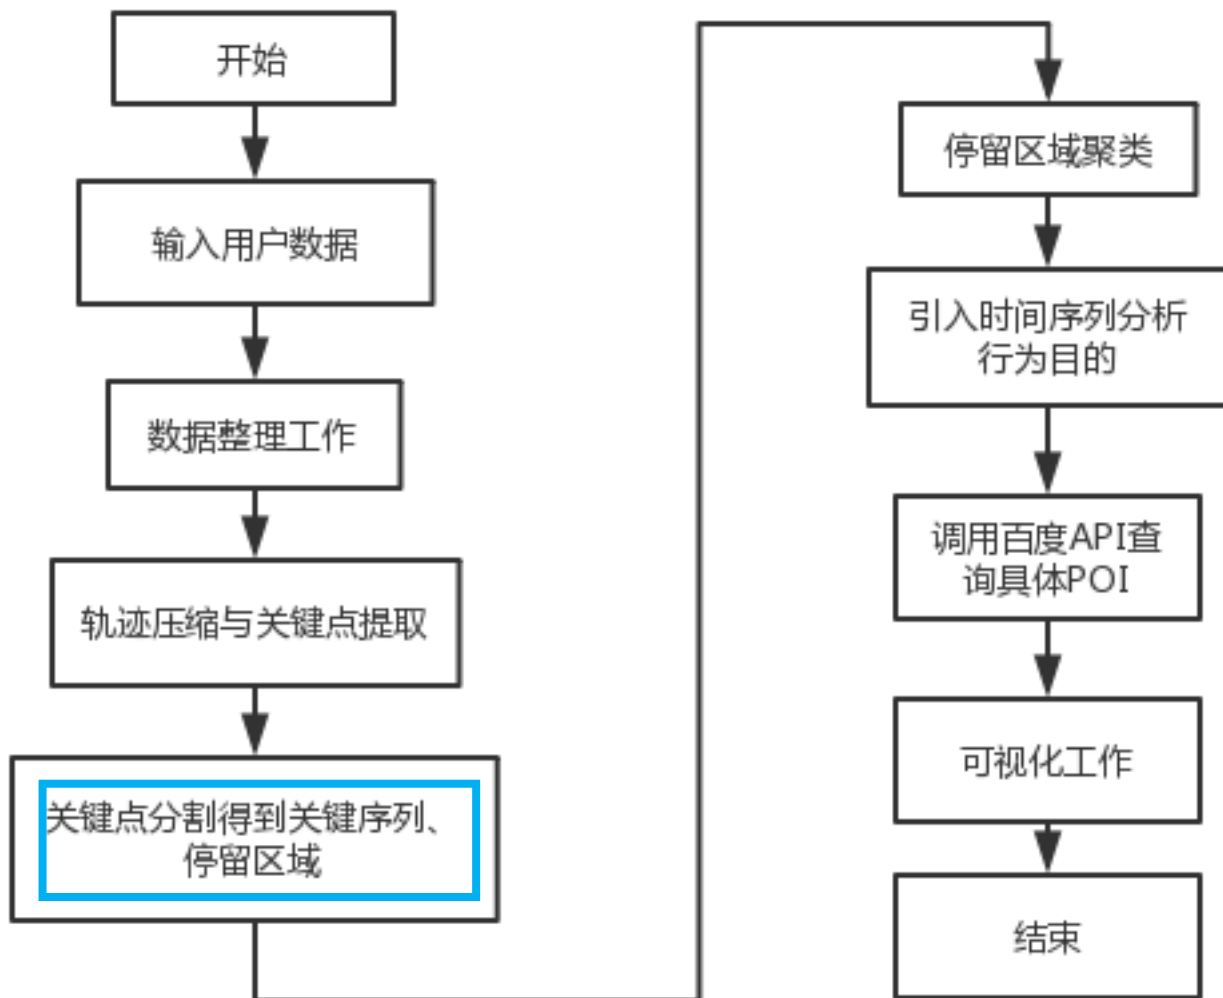 开始
输入用户数据
数据整理工作
轨迹压缩与关键点提取
关键点分割得到关键序列、
停留区域
停留区域聚类
引入时间序列分析
行为目的
调用百度API查
询具体POI
可视化工作
结束